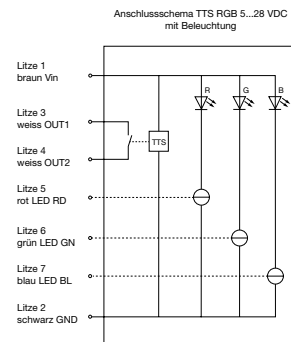 Anschlussschema TTS RGB 5...28 VDC
mit Beleuchtung
Litze 1
braun Vin
R
G
B
Litze 3
weiss OUT1
TTS
Litze 4
weiss OUT2
Litze 5
rot LED RD
Litze 6
grün LED GN
Litze 7
blau LED BL
Litze 2
schwarz GND